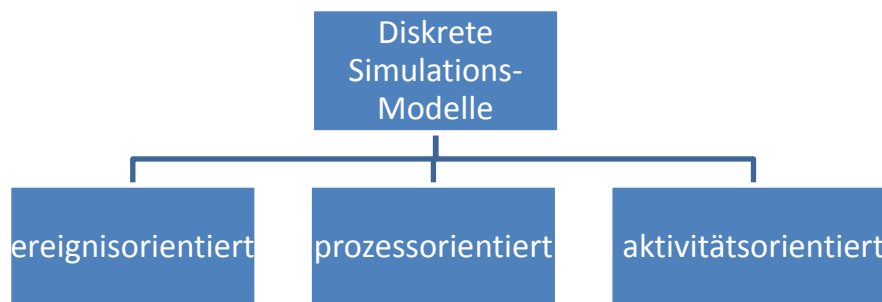 Diskrete
Simulations-
Modelle
ereignisorientiert
prozessorientiert
aktivitätsorientiert